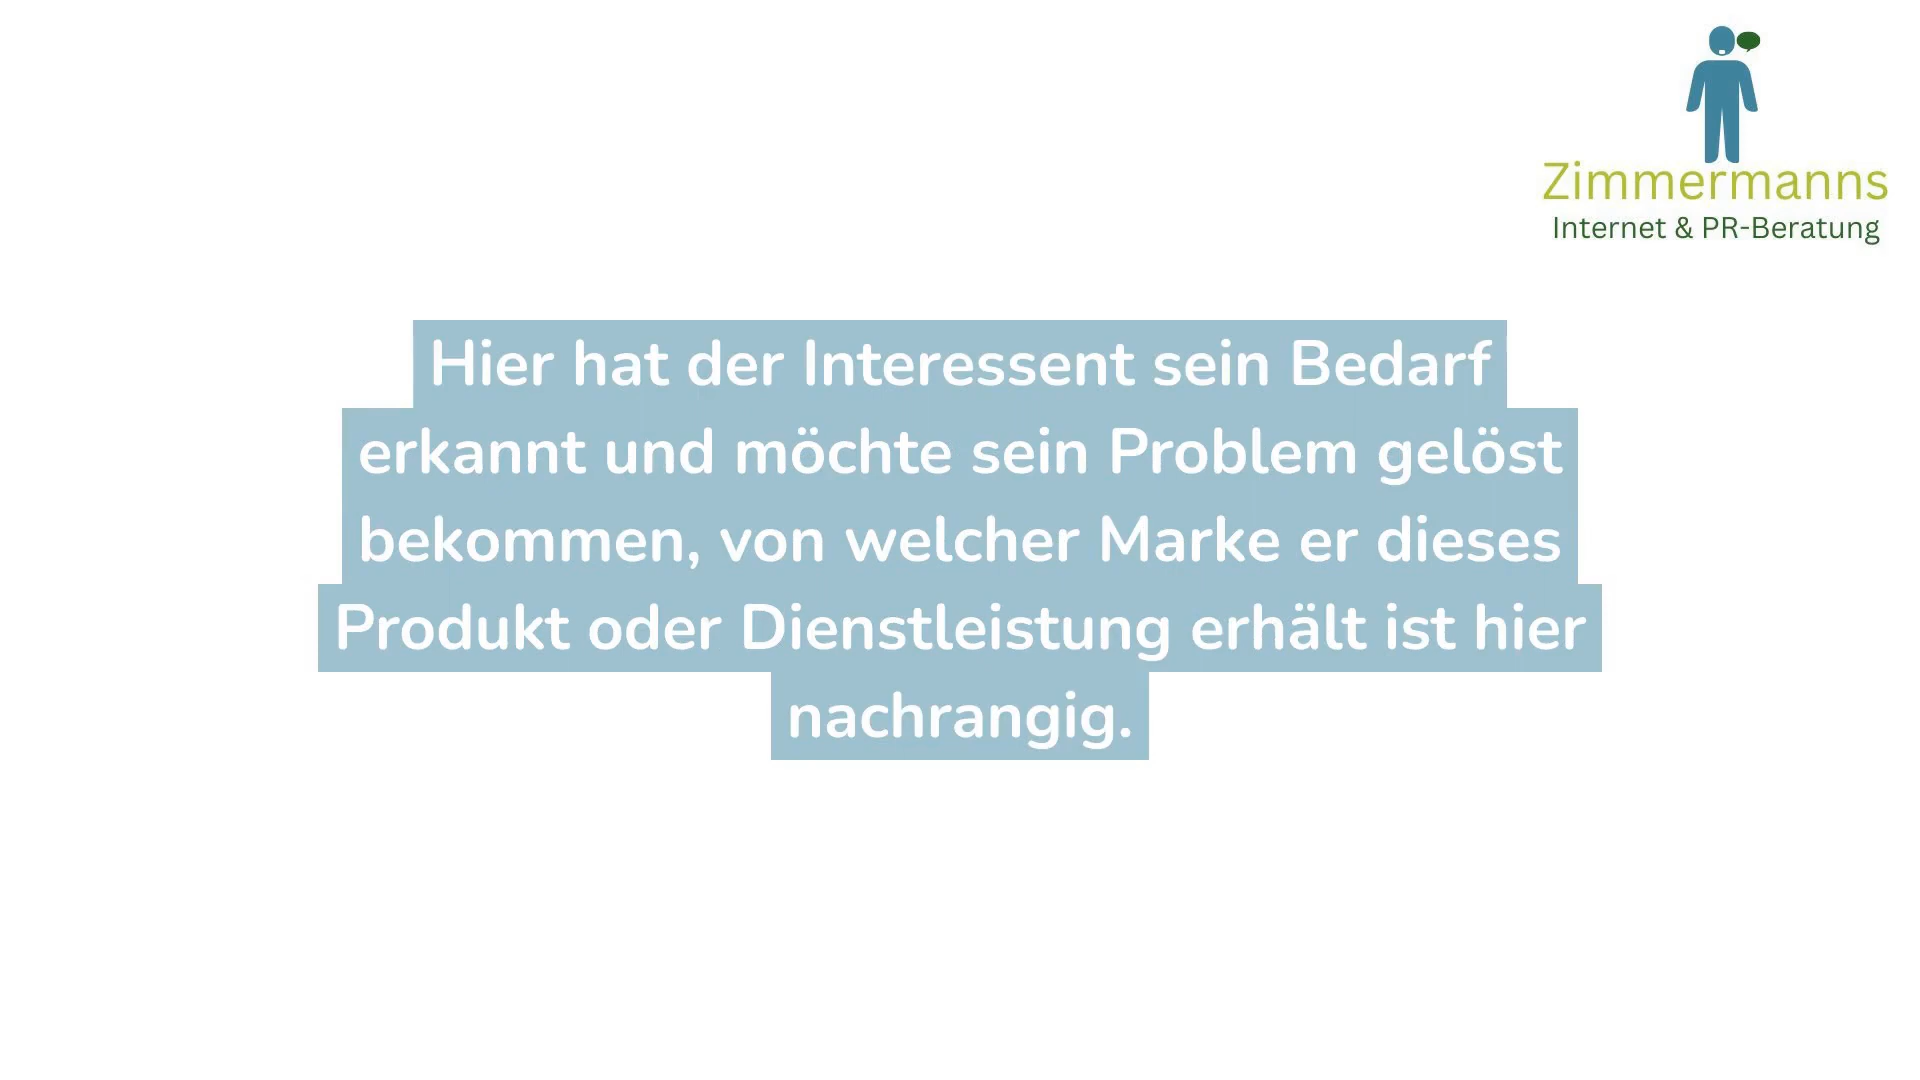 Zimmermanns
Internet & PR-Beratung
Hier hat der Interessent sein Bedarf
erkannt und möchte sein Problem gelöst
bekommen, von welcher Marke er dieses
Produkt oder Dienstleistung erhält ist hier
nachrangig.